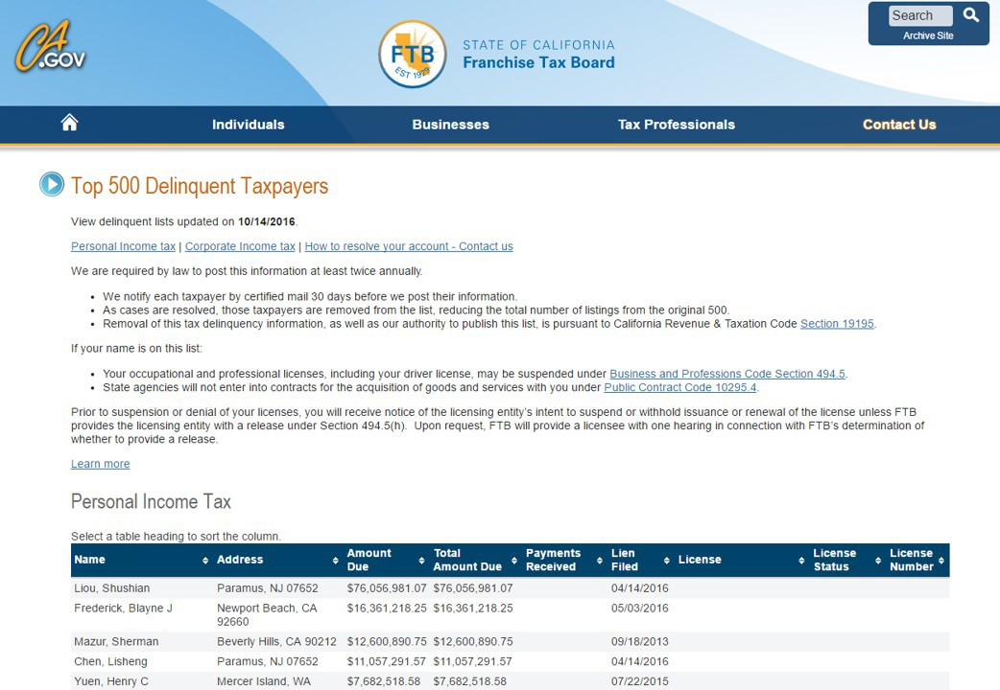 CA.GOV
FTB
EST 1929
STATE OF CALIFORNIA
Franchise Tax Board
Search
Archive Site
Individuals Businesses Tax Professionals Contact Us
Top 500 Delinquent Taxpayers
View delinquent lists updated on 10/14/2016.
Personal Income tax | Corporate Income tax | How to resolve your account - Contact us
We are required by law to post this information at least twice annually.
• We notify each taxpayer by certified mail 30 days before we post their information.
• As cases are resolved, those taxpayers are removed from the list, reducing the total number of listings from the original 500.
• Removal of this tax delinquency information, as well as our authority to publish this list, is pursuant to California Revenue & Taxation Code Section 19195.
If your name is on this list:
• Your occupational and professional licenses, including your driver license, may be suspended under Business and Professions Code Section 494.5.
• State agencies will not enter into contracts for the acquisition of goods and services with you under Public Contract Code 10295.4.
Prior to suspension or denial of your licenses, you will receive notice of the licensing entity's intent to suspend or withhold issuance or renewal of the license unless FTB
provides the licensing entity with a release under Section 494.5(h). Upon request, FTB will provide a licensee with one hearing in connection with FTB's determination of
whether to provide a release.
Learn more
Personal Income Tax
Select a table heading to sort the column.
Name Address Amount Due Total Amount Due Payments Received Lien Filed License License Status License Number
Liou, Shushian Paramus, NJ 07652 $76,056,981.07 $76,056,981.07 04/14/2016
Frederick, Blayne J Newport Beach, CA 92660 $16,361,218.25 $16,361,218.25 05/03/2016
Mazur, Sherman Beverly Hills, CA 90212 $12,600,890.75 $12,600,890.75 09/18/2013
Chen, Lisheng Paramus, NJ 07652 $11,057,291.57 $11,057,291.57 04/14/2016
Yuen, Henry C Mercer Island, WA $7,682,518.58 $7,682,518.58 07/22/2015